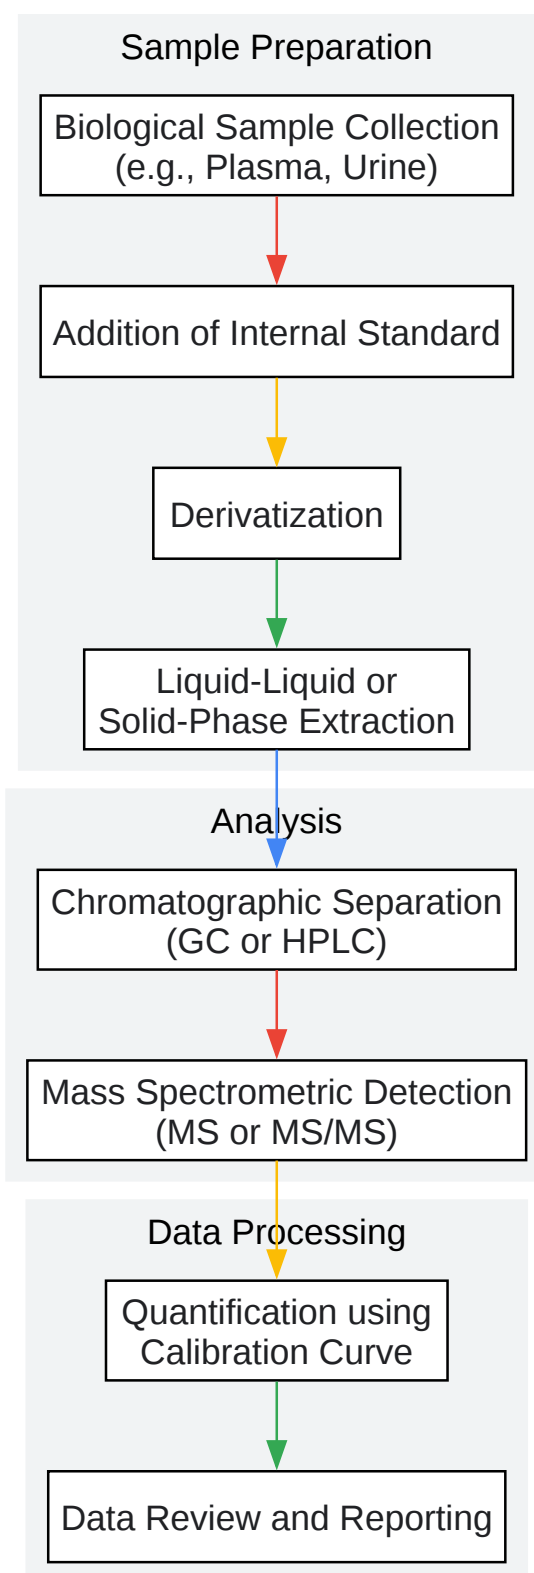 Sample Preparation
Biological Sample Collection
(e.g., Plasma, Urine)
Addition of Internal Standard
Derivatization
Liquid-Liquid or
Solid-Phase Extraction
Analysis
Chromatographic Separation
(GC or HPLC)
Mass Spectrometric Detection
(MS or MS/MS)
Data Processing
Quantification using
Calibration Curve
Data Review and Reporting